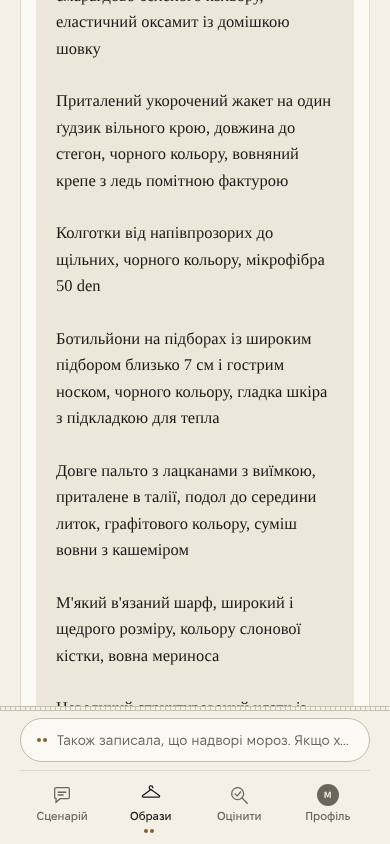 еластичний оксамит із домішкою
шовку
Приталений укорочений жакет на один
ґудзик вільного крою, довжина до
стегон, чорного кольору, вовняний
крепе з ледь помітною фактурою
Колготки від напівпрозорих до
щільних, чорного кольору, мікрофібра
50 den
Ботильйони на підборах із широким
підбором близько 7 см і гострим
носком, чорного кольору, гладка шкіра
з підкладкою для тепла
Довге пальто з лацканами з виїмкою,
приталене в талії, подол до середини
литок, графітового кольору, суміш
вовни з кашеміром
М'який в'язаний шарф, широкий і
щедрого розміру, кольору слонової
кістки, вовна мериноса
Також записала, що надворі мороз. Якщо х...
Сценарій
Образи
Оцінити
М
Профіль